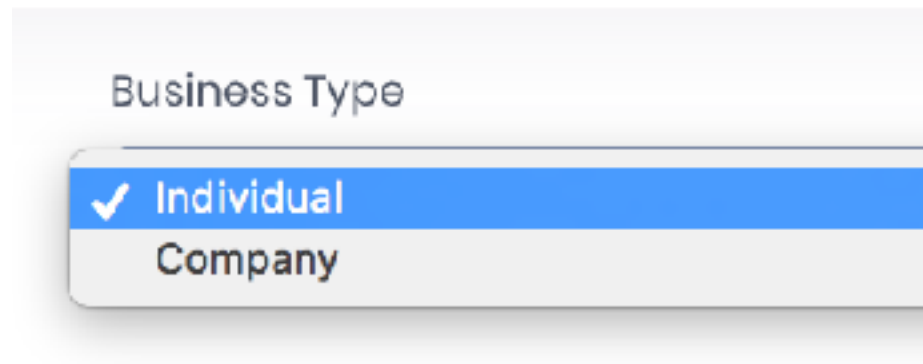 Business Type
✓ Individual
Company